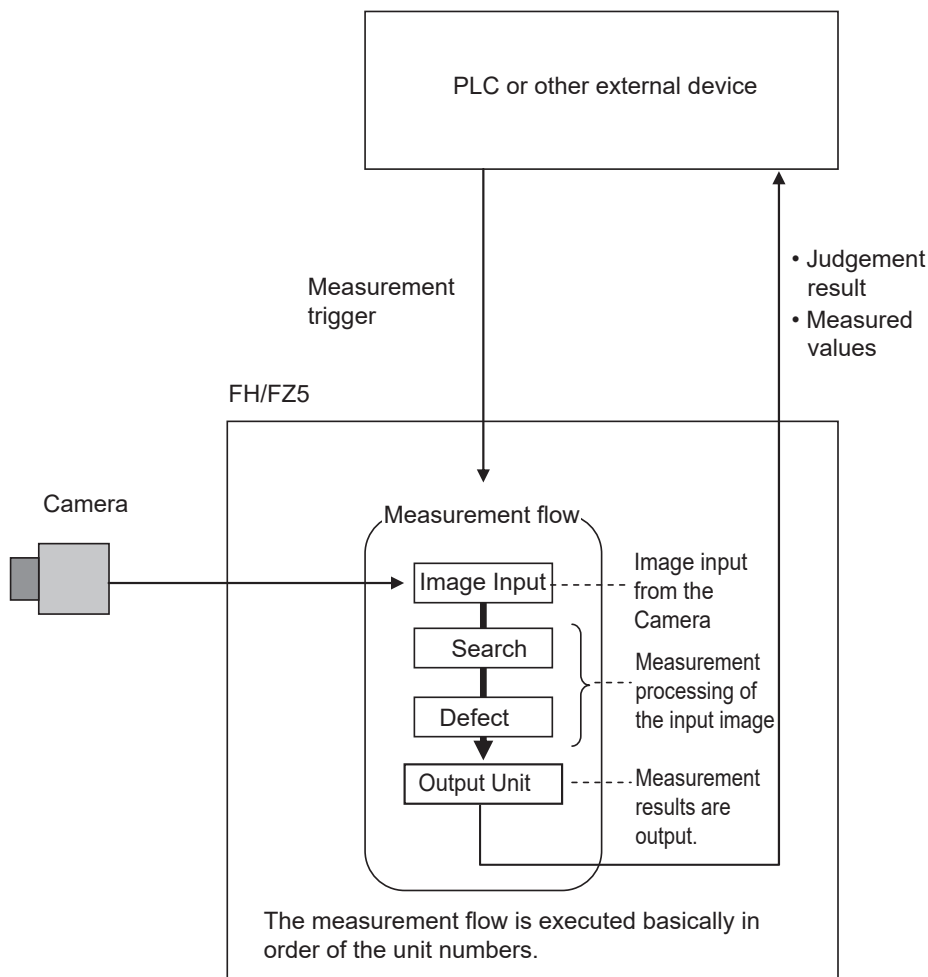 PLC or other external device
Measurement
trigger
• Judgement
result
• Measured
values
FH/FZ5
Camera
Measurement flow
Image Input
Search
Defect
Output Unit
Image input
from the
Camera
Measurement
processing of
the input image
Measurement
results are
output.
The measurement flow is executed basically in
order of the unit numbers.